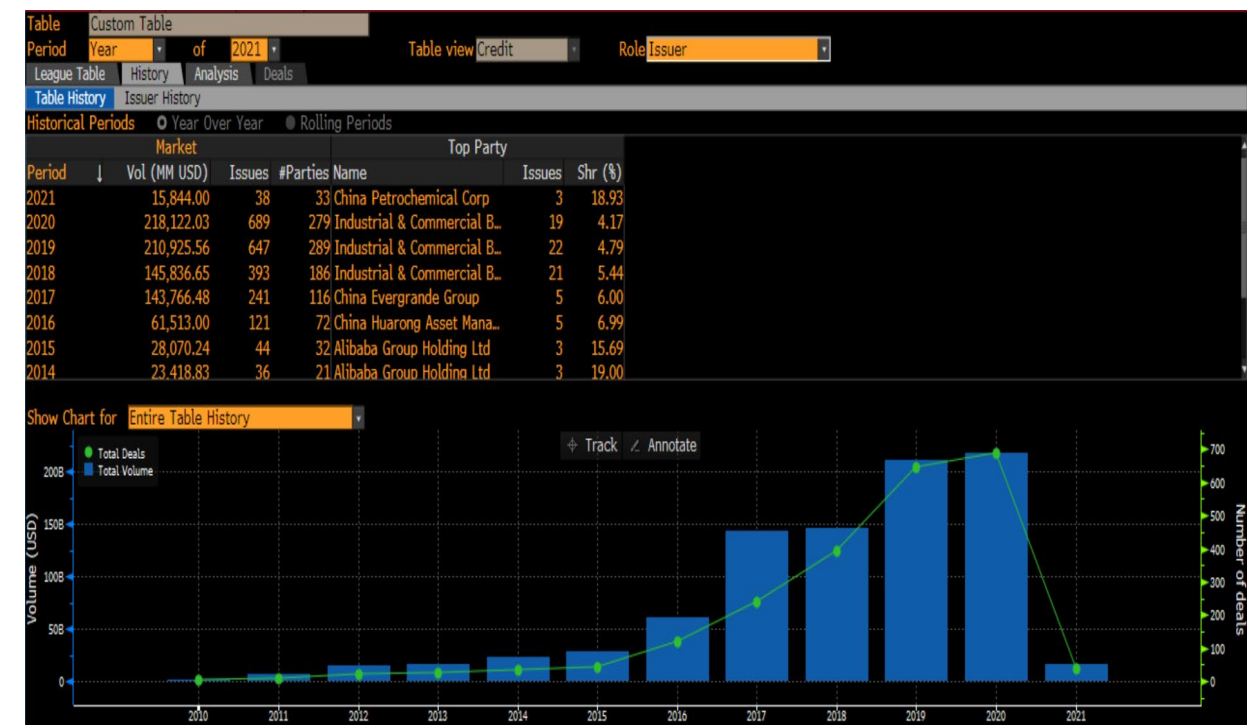 Table Custom Table
Period Year of 2021 Table view Credit Role Issuer
League Table History Analysis Deals
Table History Issuer History
Historical Periods Year Over Year Rolling Periods
Market Top Party
Period ↓ Vol (MM USD) Issues #Parties Name Issues Shr (%)
2021 15,844.00 38 33 China Petrochemical Corp 3 18.93
2020 218,122.03 689 279 Industrial & Commercial B... 19 4.17
2019 210,925.56 647 289 Industrial & Commercial B... 22 4.79
2018 145,836.65 393 186 Industrial & Commercial B... 21 5.44
2017 143,766.48 241 116 China Evergrande Group 5 6.00
2016 61,513.00 121 72 China Huarong Asset Mana... 5 6.99
2015 28,070.24 44 32 Alibaba Group Holding Ltd 3 15.69
2014 23,418.83 36 21 Alibaba Group Holding Ltd 3 19.00
Show Chart for Entire Table History
Track Annotate
Total Deals
Total Volume
200B
150B
100B
50B
0
Volume (USD)
700
600
500
400
300
200
100
0
Number of deals
2010 2011 2012 2013 2014 2015 2016 2017 2018 2019 2020 2021